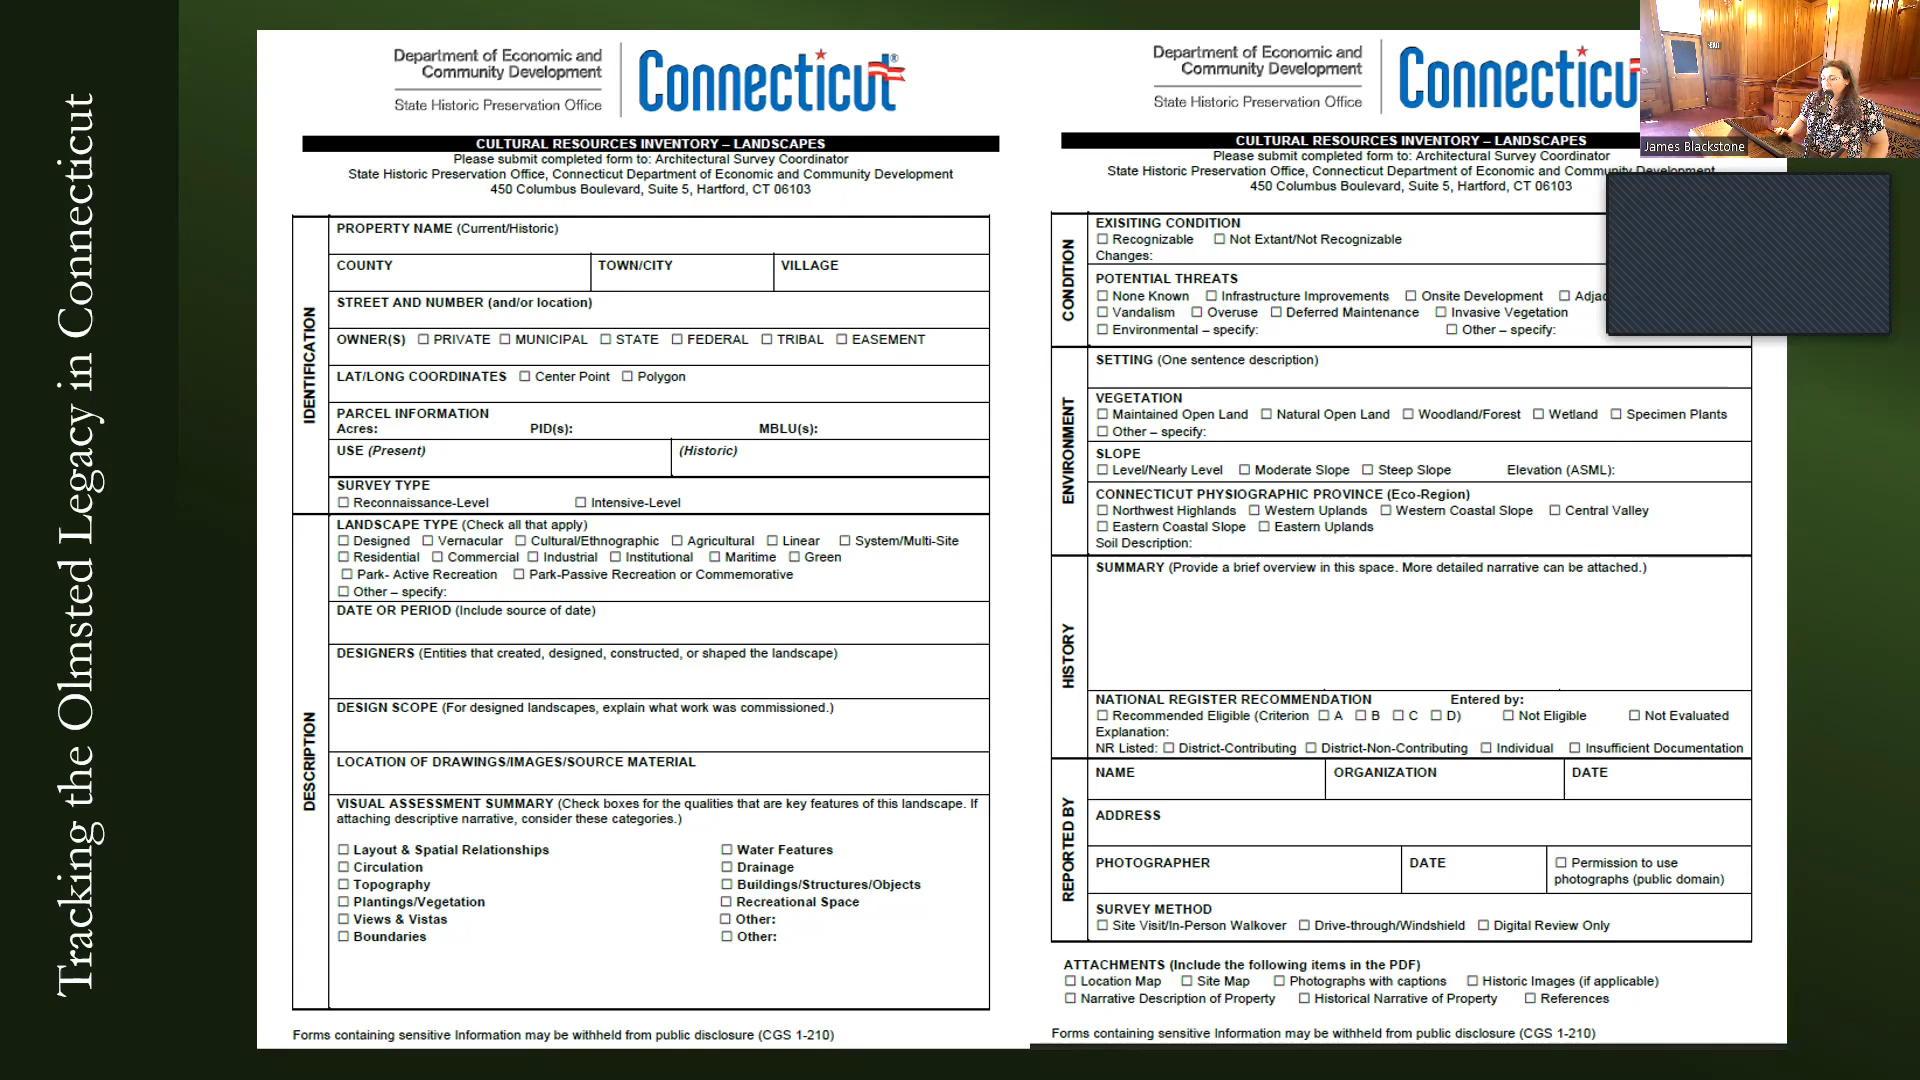 Tracking the Olmsted Legacy in Connecticut
Department of Economic and
Community Development
State Historic Preservation Office
Connecticut®
CULTURAL RESOURCES INVENTORY – LANDSCAPES
Please submit completed form to: Architectural Survey Coordinator
State Historic Preservation Office, Connecticut Department of Economic and Community Development
450 Columbus Boulevard, Suite 5, Hartford, CT 06103
IDENTIFICATION
PROPERTY NAME (Current/Historic)
COUNTY TOWN/CITY VILLAGE
STREET AND NUMBER (and/or location)
OWNER(S) ☐ PRIVATE ☐ MUNICIPAL ☐ STATE ☐ FEDERAL ☐ TRIBAL ☐ EASEMENT
LAT/LONG COORDINATES ☐ Center Point ☐ Polygon
PARCEL INFORMATION
Acres: PID(s): MBLU(s):
USE (Present) (Historic)
SURVEY TYPE
☐ Reconnaissance-Level ☐ Intensive-Level
DESCRIPTION
LANDSCAPE TYPE (Check all that apply)
☐ Designed ☐ Vernacular ☐ Cultural/Ethnographic ☐ Agricultural ☐ Linear ☐ System/Multi-Site
☐ Residential ☐ Commercial ☐ Industrial ☐ Institutional ☐ Maritime ☐ Green
☐ Park- Active Recreation ☐ Park-Passive Recreation or Commemorative
☐ Other – specify:
DATE OR PERIOD (Include source of date)
DESIGNERS (Entities that created, designed, constructed, or shaped the landscape)
DESIGN SCOPE (For designed landscapes, explain what work was commissioned.)
LOCATION OF DRAWINGS/IMAGES/SOURCE MATERIAL
VISUAL ASSESSMENT SUMMARY (Check boxes for the qualities that are key features of this landscape. If
attaching descriptive narrative, consider these categories.)
☐ Layout & Spatial Relationships ☐ Water Features
☐ Circulation ☐ Drainage
☐ Topography ☐ Buildings/Structures/Objects
☐ Plantings/Vegetation ☐ Recreational Space
☐ Views & Vistas ☐ Other:
☐ Boundaries ☐ Other:
Forms containing sensitive Information may be withheld from public disclosure (CGS 1-210)
Department of Economic and
Community Development
State Historic Preservation Office
Connecticu
CULTURAL RESOURCES INVENTORY – LANDSCAPES
Please submit completed form to: Architectural Survey Coordinator
State Historic Preservation Office, Connecticut Department of Economic and Community Development
450 Columbus Boulevard, Suite 5, Hartford, CT 06103
CONDITION
EXISITING CONDITION
☐ Recognizable ☐ Not Extant/Not Recognizable
Changes:
POTENTIAL THREATS
☐ None Known ☐ Infrastructure Improvements ☐ Onsite Development ☐ Adjac
☐ Vandalism ☐ Overuse ☐ Deferred Maintenance ☐ Invasive Vegetation
☐ Environmental – specify: ☐ Other – specify:
ENVIRONMENT
SETTING (One sentence description)
VEGETATION
☐ Maintained Open Land ☐ Natural Open Land ☐ Woodland/Forest ☐ Wetland ☐ Specimen Plants
☐ Other – specify:
SLOPE
☐ Level/Nearly Level ☐ Moderate Slope ☐ Steep Slope Elevation (ASML):
CONNECTICUT PHYSIOGRAPHIC PROVINCE (Eco-Region)
☐ Northwest Highlands ☐ Western Uplands ☐ Western Coastal Slope ☐ Central Valley
☐ Eastern Coastal Slope ☐ Eastern Uplands
Soil Description:
HISTORY
SUMMARY (Provide a brief overview in this space. More detailed narrative can be attached.)
NATIONAL REGISTER RECOMMENDATION Entered by:
☐ Recommended Eligible (Criterion ☐ A ☐ B ☐ C ☐ D) ☐ Not Eligible ☐ Not Evaluated
Explanation:
NR Listed: ☐ District-Contributing ☐ District-Non-Contributing ☐ Individual ☐ Insufficient Documentation
REPORTED BY
NAME ORGANIZATION DATE
ADDRESS
PHOTOGRAPHER DATE ☐ Permission to use
photographs (public domain)
SURVEY METHOD
☐ Site Visit/In-Person Walkover ☐ Drive-through/Windshield ☐ Digital Review Only
ATTACHMENTS (Include the following items in the PDF)
☐ Location Map ☐ Site Map ☐ Photographs with captions ☐ Historic Images (if applicable)
☐ Narrative Description of Property ☐ Historical Narrative of Property ☐ References
Forms containing sensitive Information may be withheld from public disclosure (CGS 1-210)
James Blackstone